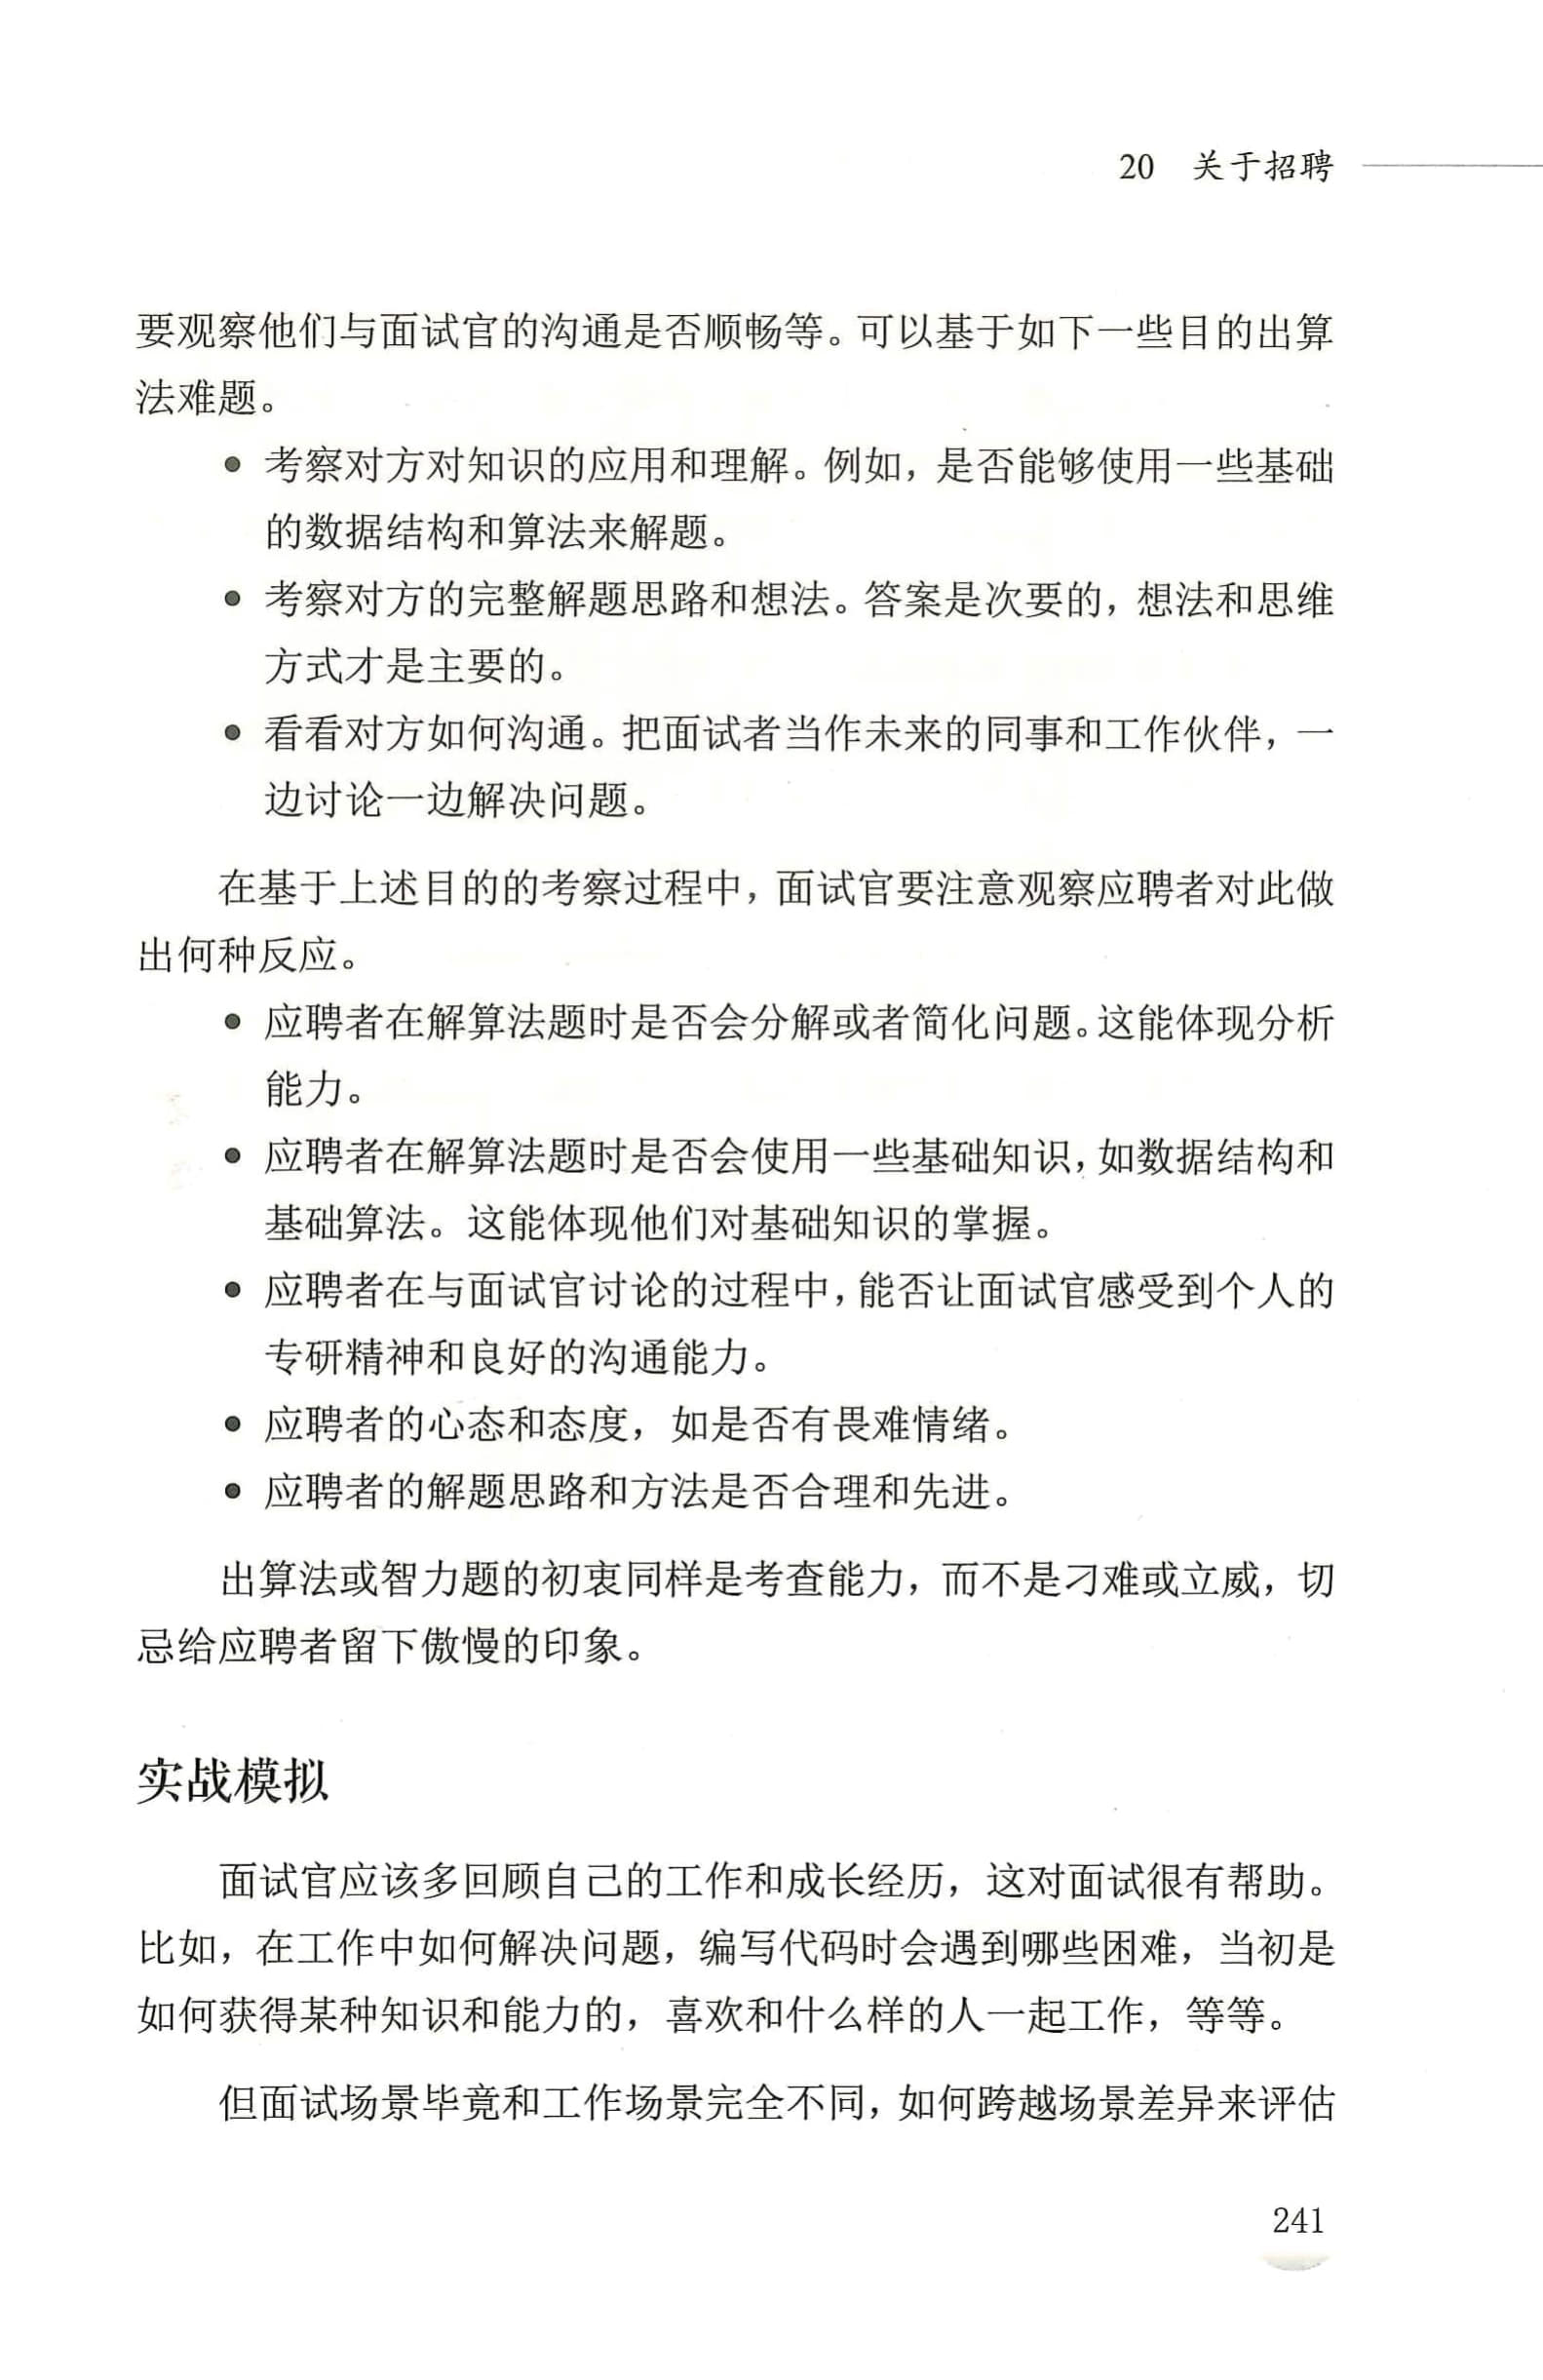 20 关于招聘
要观察他们与面试官的沟通是否顺畅等。可以基于如下一些目的出算
法难题。
● 考察对方对知识的应用和理解。例如，是否能够使用一些基础
的数据结构和算法来解题。
● 考察对方的完整解题思路和想法。答案是次要的，想法和思维
方式才是主要的。
● 看看对方如何沟通。把面试者当作未来的同事和工作伙伴，一
边讨论一边解决问题。
在基于上述目的的考察过程中，面试官要注意观察应聘者对此做
出何种反应。
● 应聘者在解算法题时是否会分解或者简化问题。这能体现分析
能力。
● 应聘者在解算法题时是否会使用一些基础知识，如数据结构和
基础算法。这能体现他们对基础知识的掌握。
● 应聘者在与面试官讨论的过程中，能否让面试官感受到个人的
专研精神和良好的沟通能力。
● 应聘者的心态和态度，如是否有畏难情绪。
● 应聘者的解题思路和方法是否合理和先进。
出算法或智力题的初衷同样是考查能力，而不是刁难或立威，切
忌给应聘者留下傲慢的印象。
实战模拟
面试官应该多回顾自己的工作和成长经历，这对面试很有帮助。
比如，在工作中如何解决问题，编写代码时会遇到哪些困难，当初是
如何获得某种知识和能力的，喜欢和什么样的人一起工作，等等。
但面试场景毕竟和工作场景完全不同，如何跨越场景差异来评估
241